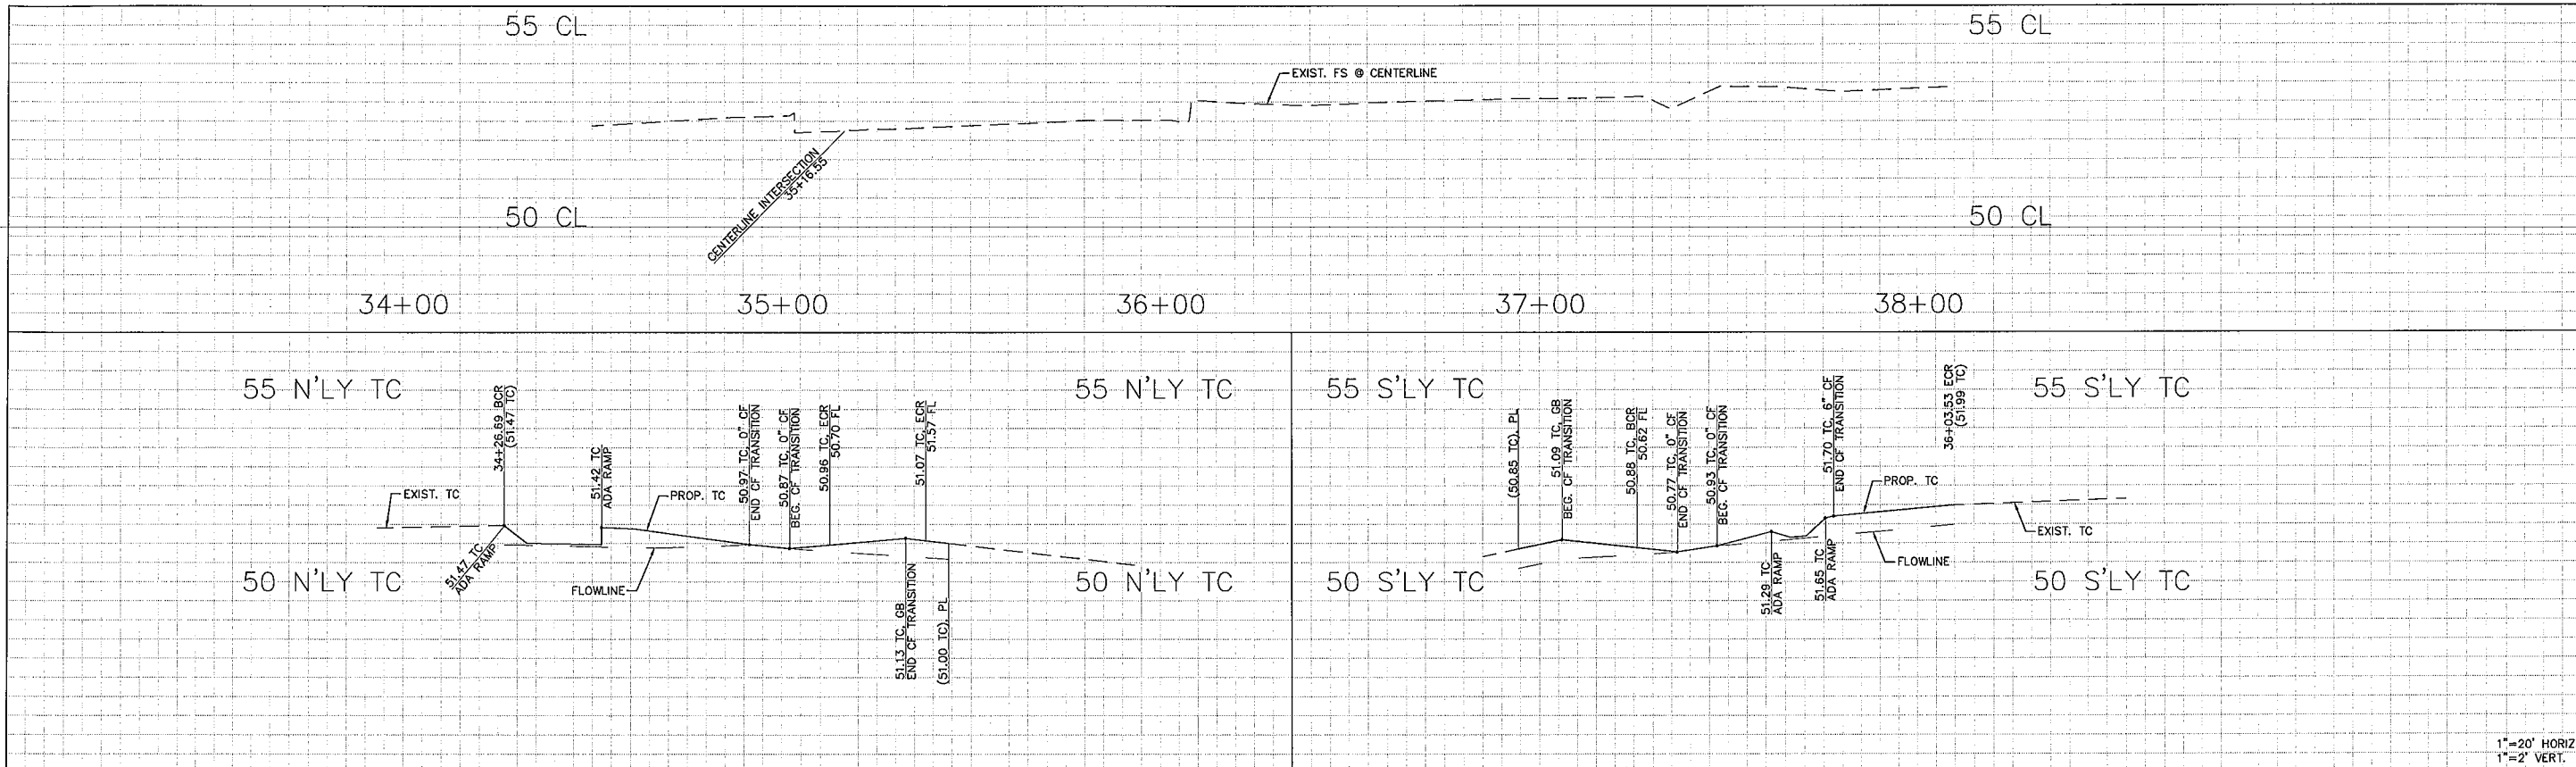 55 CL
55 CL
EXIST. FS @ CENTERLINE
CENTERLINE INTERSECTION
35+16.55
50 CL
50 CL
34+00
35+00
36+00
37+00
38+00
55 N'LY TC
55 N'LY TC
34+26.69 BCR
(51.47 TC)
EXIST. TC
51.42 TC
ADA RAMP
PROP. TC
50.97 TC, 0" CF
END CF TRANSITION
50.87 TC, 0" CF
BEG. CF TRANSITION
50.96 TC, ECR
50.70 FL
51.07 TC, ECR
51.57 FL
51.47 TC
ADA RAMP
50 N'LY TC
FLOWLINE
51.13 TC, GB
END CF TRANSITION
(51.00 TC), PL
50 N'LY TC
55 S'LY TC
55 S'LY TC
(50.85 TC), PL
51.09 TC, GB
BEG. CF TRANSITION
50.88 TC, BCR
50.62 FL
50.77 TC, 0" CF
END CF TRANSITION
50.93 TC, 0" CF
BEG. CF TRANSITION
51.70 TC, 6" CF
END CF TRANSITION
36+03.53 ECR
(51.99 TC)
PROP. TC
EXIST. TC
FLOWLINE
50 S'LY TC
51.29 TC
ADA RAMP
51.65 TC
ADA RAMP
50 S'LY TC
1"=20' HORIZ
1"=2' VERT.